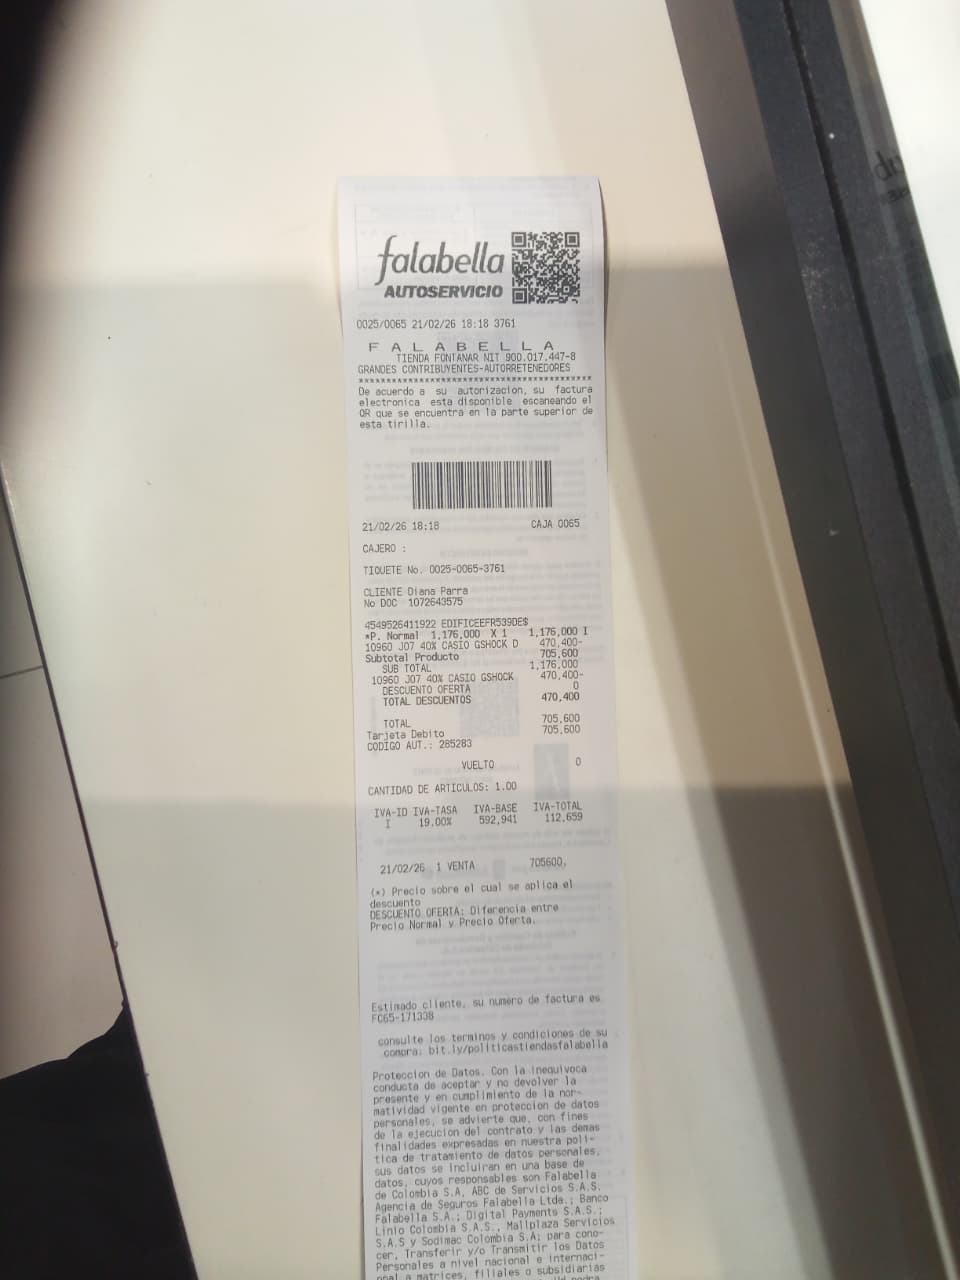 falabella
AUTOSERVICIO
0025/0065 21/02/26 18:18 3761
F A L A B E L L A
TIENDA FONTANAR NIT 900.017.447-8
GRANDES CONTRIBUYENTES-AUTORRETENEDORES
******************************************
De acuerdo a su autorizacion, su factura
electronica esta disponible escaneando el
QR que se encuentra en la parte superior de
esta tirilla.
21/02/26 18:18 CAJA 0065
CAJERO :
TIQUETE No. 0025-0065-3761
CLIENTE Diana Parra
No DOC 1072643575
4549526411922 EDIFICEEFR539DE$
*P. Normal 1,176,000 X 1 1,176,000 I
10960 J07 40% CASIO GSHOCK D 470,400-
Subtotal Producto 705,600
SUB TOTAL 1,176,000
10960 J07 40% CASIO GSHOCK 470,400-
DESCUENTO OFERTA 0
TOTAL DESCUENTOS 470,400
TOTAL 705,600
Tarjeta Debito 705,600
CODIGO AUT.: 285283
VUELTO 0
CANTIDAD DE ARTICULOS: 1.00
IVA-ID IVA-TASA IVA-BASE IVA-TOTAL
I 19.00% 592,941 112,659
21/02/26 1 VENTA 705600,
(*) Precio sobre el cual se aplica el
descuento
DESCUENTO OFERTA: Diferencia entre
Precio Normal y Precio Oferta.
Estimado cliente, su numero de factura es
FC65-171338
consulte los terminos y condiciones de su
compra: bit.ly/politicastiendasfalabella
Proteccion de Datos. Con la inequivoca
conducta de aceptar y no devolver la
presente y en cumplimiento de la nor-
matividad vigente en proteccion de datos
personales, se advierte que, con fines
de la ejecucion del contrato y las demas
finalidades expresadas en nuestra poli-
tica de tratamiento de datos personales,
sus datos se incluiran en una base de
datos, cuyos responsables son Falabella
de Colombia S.A, ABC de Servicios S.A.S.
Agencia de Seguros Falabella Ltda.; Banco
Falabella S.A.; Digital Payments S.A.S.;
Linio Colombia S.A.S., Mallplaza Servicios
S.A.S y Sodimac Colombia S.A; para cono-
cer, Transferir y/o Transmitir los Datos
Personales a nivel nacional e internaci-
onal a matrices, filiales o subsidiarias